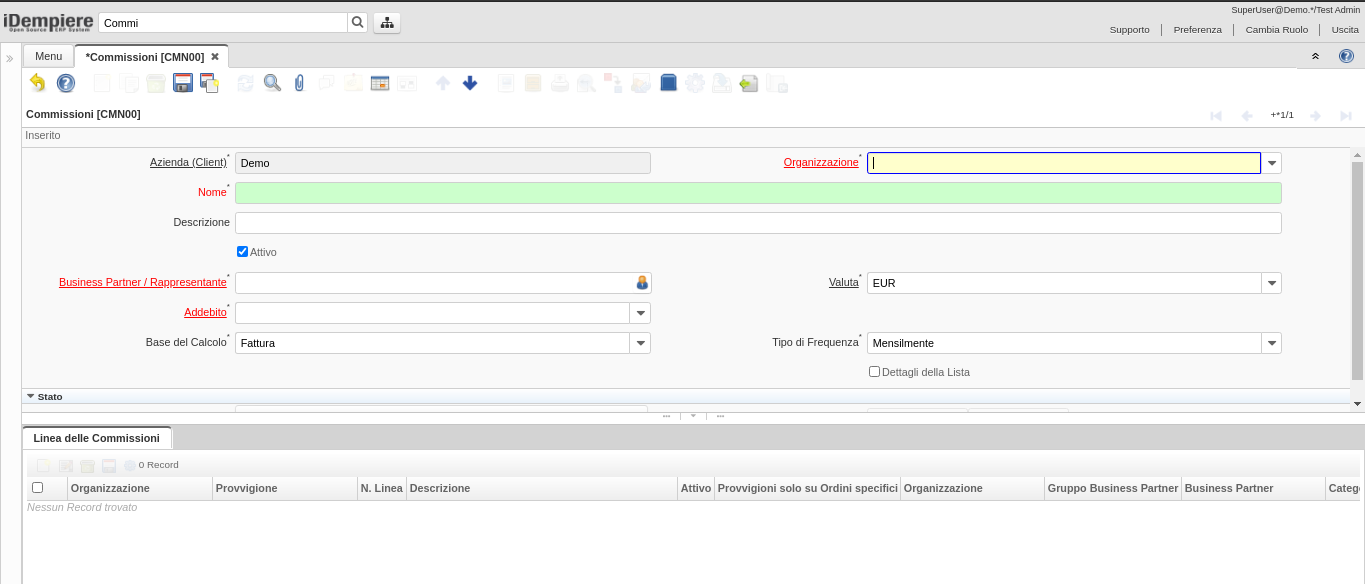 SuperUser@Demo.*/Test Admin
iDempiere
Open Source ERP System
Commi
Supporto Preferenza Cambia Ruolo Uscita
Menu *Commissioni [CMN00]
Commissioni [CMN00] +*1/1
Inserito
Azienda (Client)* Demo Organizzazione*
Nome*
Descrizione
Attivo
Business Partner / Rappresentante* Valuta* EUR
Addebito*
Base del Calcolo* Fattura Tipo di Frequenza* Mensilmente
Dettagli della Lista
Stato
Linea delle Commissioni
0 Record
Organizzazione Provvigione N. Linea Descrizione Attivo Provvigioni solo su Ordini specifici Organizzazione Gruppo Business Partner Business Partner Catego
Nessun Record trovato